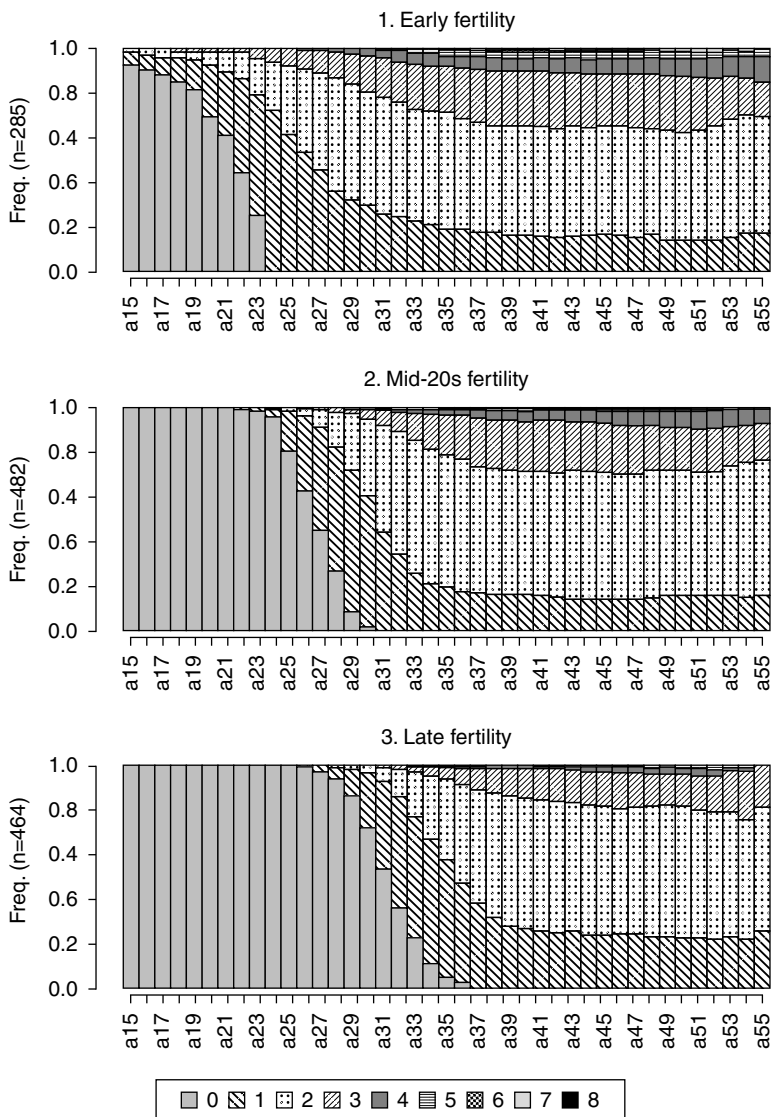 1. Early fertility
Freq. (n=285)
1.0
0.8
0.4
0.6
0.2
0.0
a15 a17 a19 a21 a23 a25 a27 a29 a31 a33 a35 a37 a39 a41 a43 a45 a47 a49 a51 a53 a55
2. Mid-20s fertility
Freq. (n=482)
1.0
0.8
0.4
0.6
0.2
0.0
a15 a17 a19 a21 a23 a25 a27 a29 a31 a33 a35 a37 a39 a41 a43 a45 a47 a49 a51 a53 a55
3. Late fertility
Freq. (n=464)
1.0
0.8
0.4
0.6
0.2
0.0
a15 a17 a19 a21 a23 a25 a27 a29 a31 a33 a35 a37 a39 a41 a43 a45 a47 a49 a51 a53 a55
0 1 2 3 4 5 6 7 8